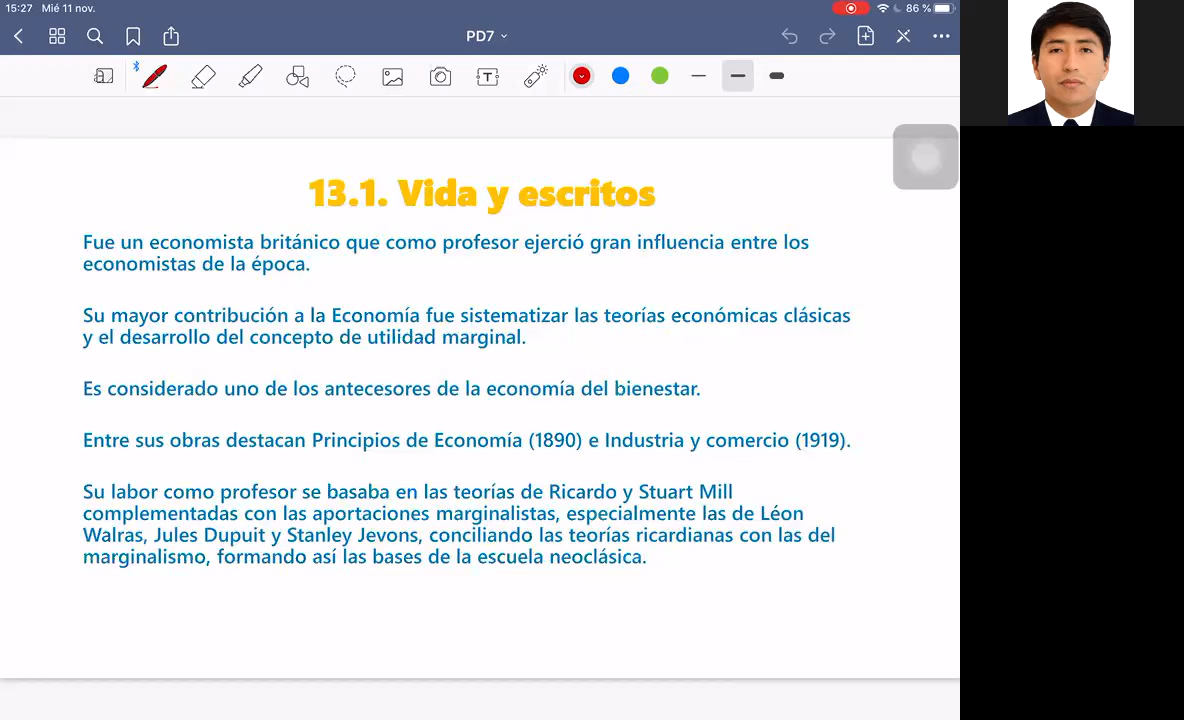 15:27 Mié 11 nov. 86 %
PD7
T
13.1. Vida y escritos
Fue un economista británico que como profesor ejerció gran influencia entre los
economistas de la época.
Su mayor contribución a la Economía fue sistematizar las teorías económicas clásicas
y el desarrollo del concepto de utilidad marginal.
Es considerado uno de los antecesores de la economía del bienestar.
Entre sus obras destacan Principios de Economía (1890) e Industria y comercio (1919).
Su labor como profesor se basaba en las teorías de Ricardo y Stuart Mill
complementadas con las aportaciones marginalistas, especialmente las de Léon
Walras, Jules Dupuit y Stanley Jevons, conciliando las teorías ricardianas con las del
marginalismo, formando así las bases de la escuela neoclásica.